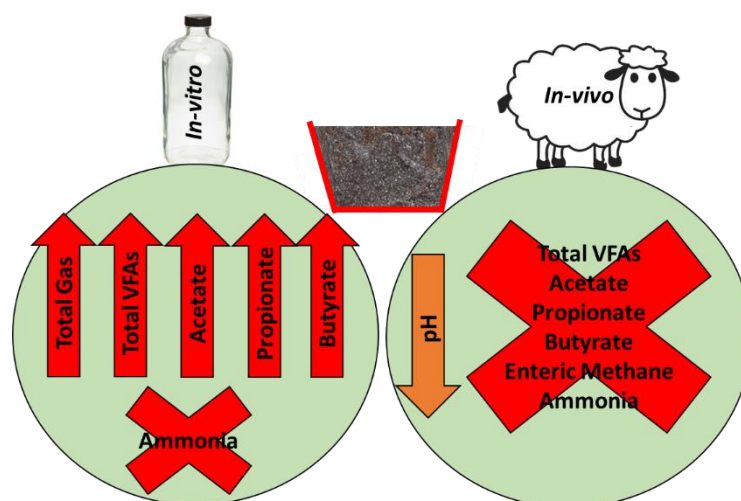 In-vitro
In-vivo
Total Gas
Total VFAs
Acetate
Propionate
Butyrate
Ammonia
pH
Total VFAs
Acetate
Propionate
Butyrate
Enteric Methane
Ammonia